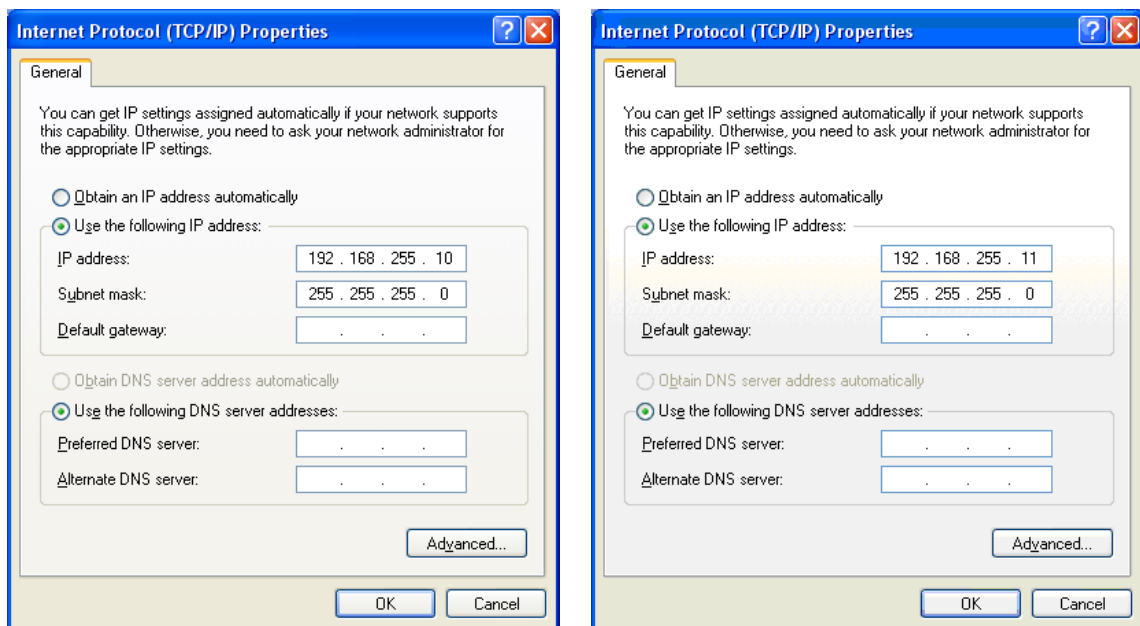 Internet Protocol (TCP/IP) Properties
General
You can get IP settings assigned automatically if your network supports
this capability. Otherwise, you need to ask your network administrator for
the appropriate IP settings.
Obtain an IP address automatically
Use the following IP address:
IP address: 192 . 168 . 255 . 10
Subnet mask: 255 . 255 . 255 . 0
Default gateway: . . .
Obtain DNS server address automatically
Use the following DNS server addresses:
Preferred DNS server: . . .
Alternate DNS server: . . .
Advanced...
OK Cancel
Internet Protocol (TCP/IP) Properties
General
You can get IP settings assigned automatically if your network supports
this capability. Otherwise, you need to ask your network administrator for
the appropriate IP settings.
Obtain an IP address automatically
Use the following IP address:
IP address: 192 . 168 . 255 . 11
Subnet mask: 255 . 255 . 255 . 0
Default gateway: . . .
Obtain DNS server address automatically
Use the following DNS server addresses:
Preferred DNS server: . . .
Alternate DNS server: . . .
Advanced...
OK Cancel